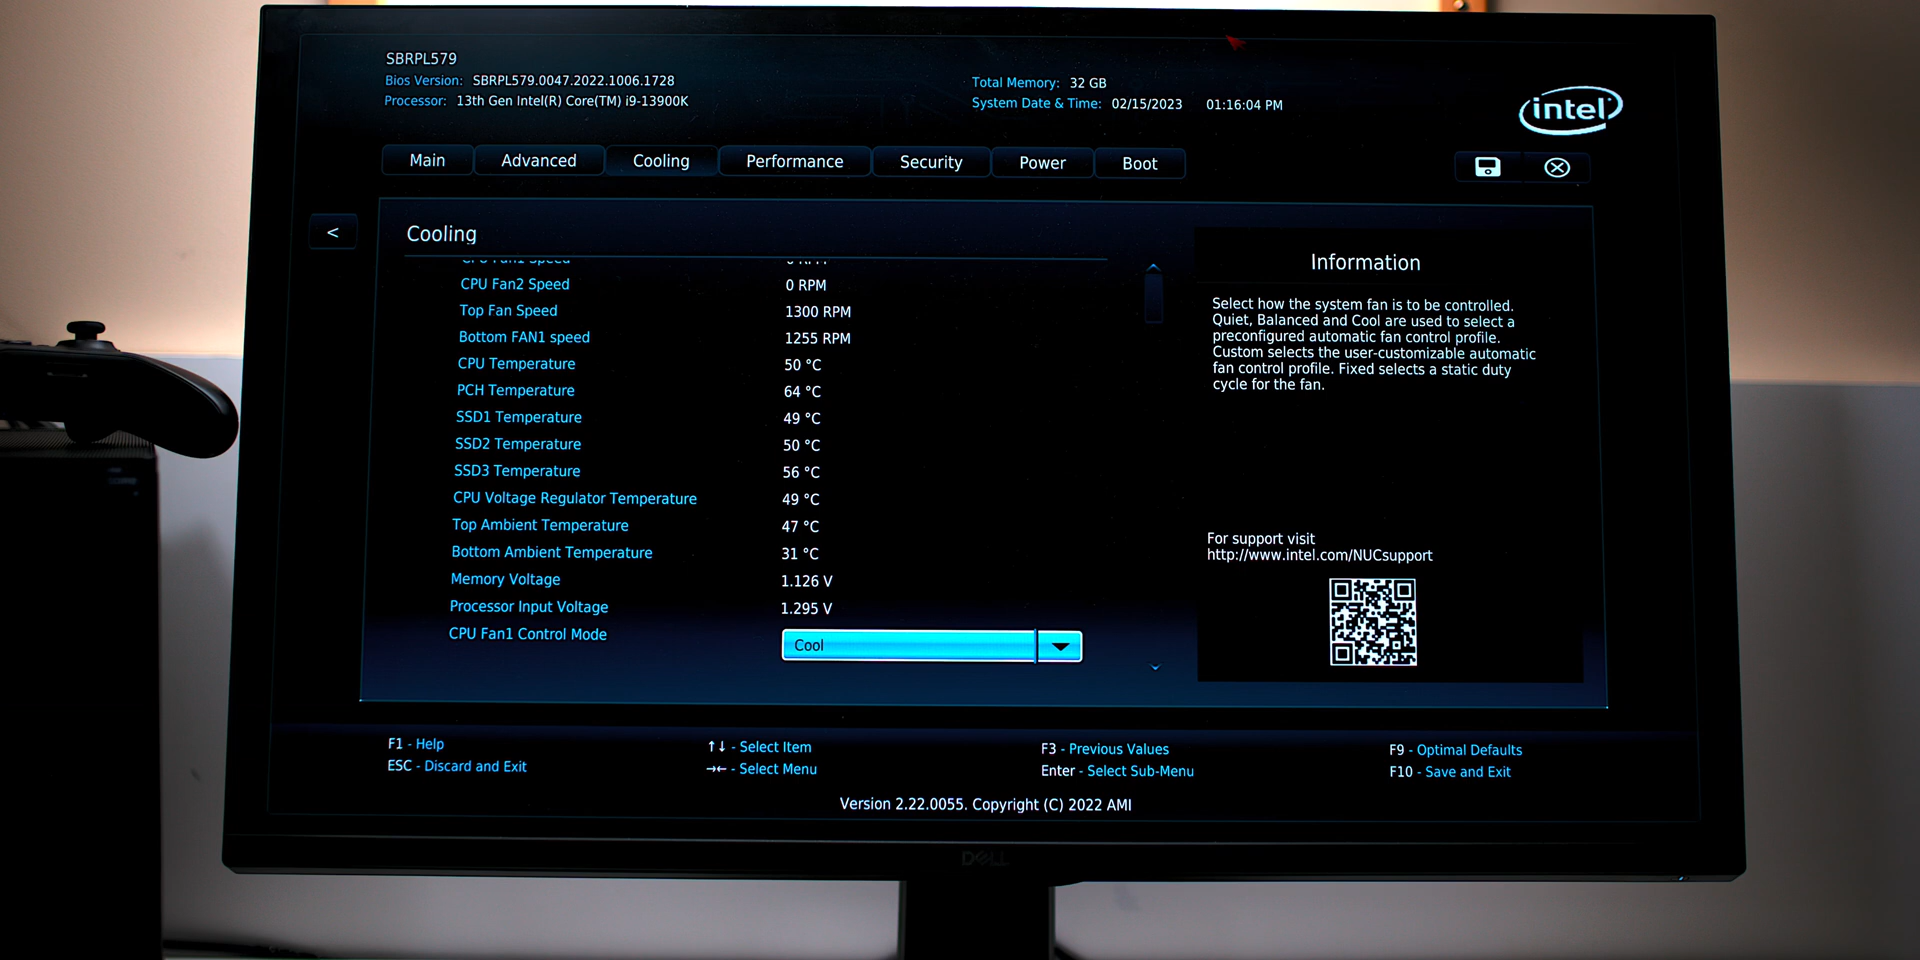 SBRPL579
Bios Version: SBRPL579.0047.2022.1006.1728
Processor: 13th Gen Intel(R) Core(TM) i9-13900K
Total Memory: 32 GB
System Date & Time: 02/15/2023 01:16:04 PM
intel
Main Advanced Cooling Performance Security Power Boot
<
Cooling
CPU Fan1 Speed
CPU Fan2 Speed 0 RPM
Top Fan Speed 1300 RPM
Bottom FAN1 speed 1255 RPM
CPU Temperature 50 °C
PCH Temperature 64 °C
SSD1 Temperature 49 °C
SSD2 Temperature 50 °C
SSD3 Temperature 56 °C
CPU Voltage Regulator Temperature 49 °C
Top Ambient Temperature 47 °C
Bottom Ambient Temperature 31 °C
Memory Voltage 1.126 V
Processor Input Voltage 1.295 V
CPU Fan1 Control Mode Cool
Information
Select how the system fan is to be controlled.
Quiet, Balanced and Cool are used to select a
preconfigured automatic fan control profile.
Custom selects the user-customizable automatic
fan control profile. Fixed selects a static duty
cycle for the fan.
For support visit
http://www.intel.com/NUCsupport
F1 - Help
ESC - Discard and Exit
↑↓ - Select Item
→← - Select Menu
F3 - Previous Values
Enter - Select Sub-Menu
F9 - Optimal Defaults
F10 - Save and Exit
Version 2.22.0055. Copyright (C) 2022 AMI
DELL